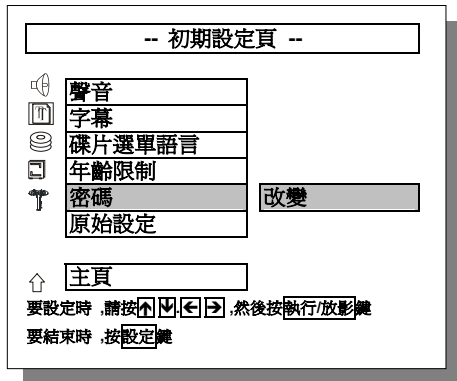 -- 初期設定頁 --
聲音
字幕
碟片選單語言
年齡限制
密碼 改變
原始設定
主頁
要設定時 ,請按↑↓.←→ ,然後按執行/放影鍵
要結束時 ,按設定鍵